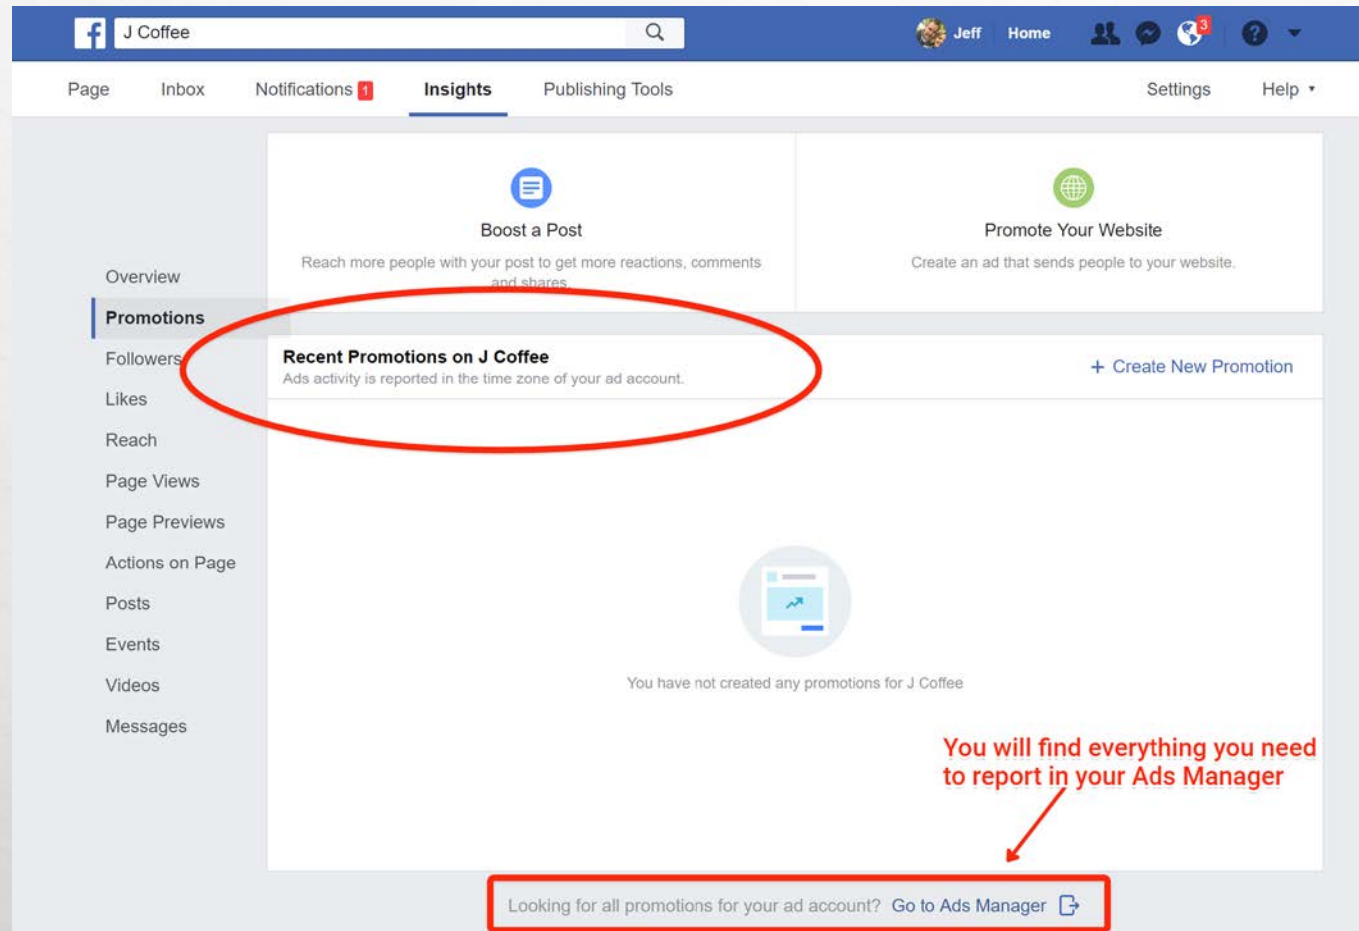 f J Coffee Jeff Home 3 ?
Page Inbox Notifications 1 Insights Publishing Tools Settings Help
Boost a Post
Reach more people with your post to get more reactions, comments
and shares.
Promote Your Website
Create an ad that sends people to your website.
Overview
Promotions
Followers
Likes
Reach
Page Views
Page Previews
Actions on Page
Posts
Events
Videos
Messages
Recent Promotions on J Coffee
Ads activity is reported in the time zone of your ad account.
+ Create New Promotion
You have not created any promotions for J Coffee
You will find everything you need
to report in your Ads Manager
Looking for all promotions for your ad account? Go to Ads Manager